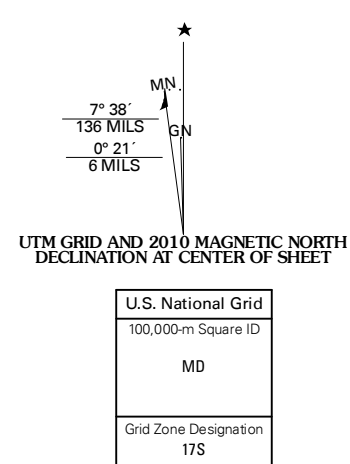 ★
MN
7° 38´
136 MILS
GN
0° 21´
6 MILS
UTM GRID AND 2010 MAGNETIC NORTH
DECLINATION AT CENTER OF SHEET
U.S. National Grid
100,000-m Square ID
MD
Grid Zone Designation
17S